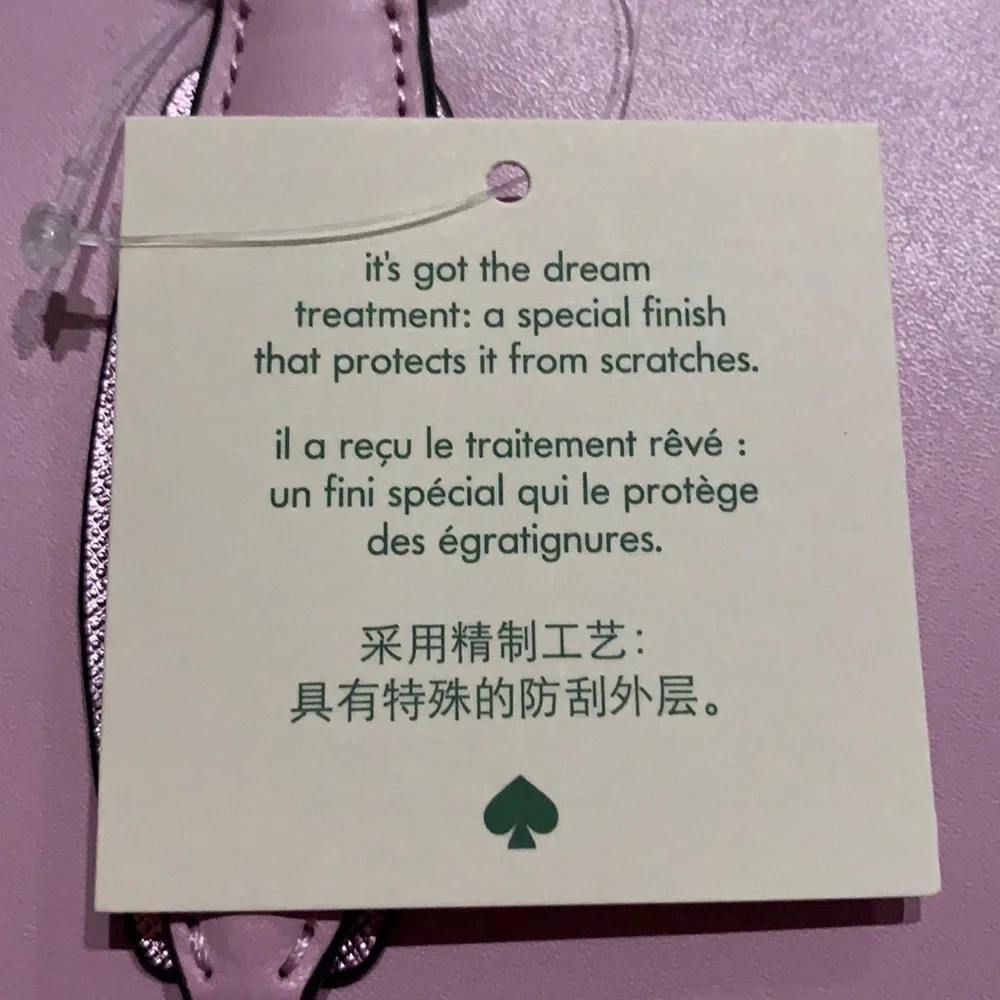 it's got the dream
treatment: a special finish
that protects it from scratches.
il a reçu le traitement rêvé :
un fini spécial qui le protège
des égratignures.
采用精制工艺：
具有特殊的防刮外层。